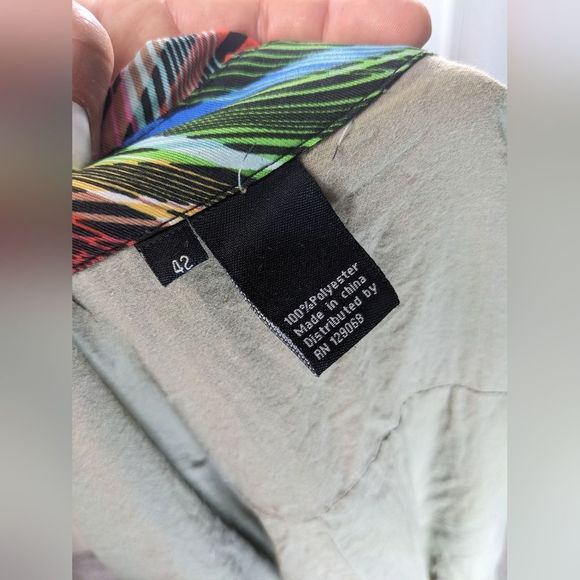 42
100%Polyester
Made in china
Distributed by
RN 129068